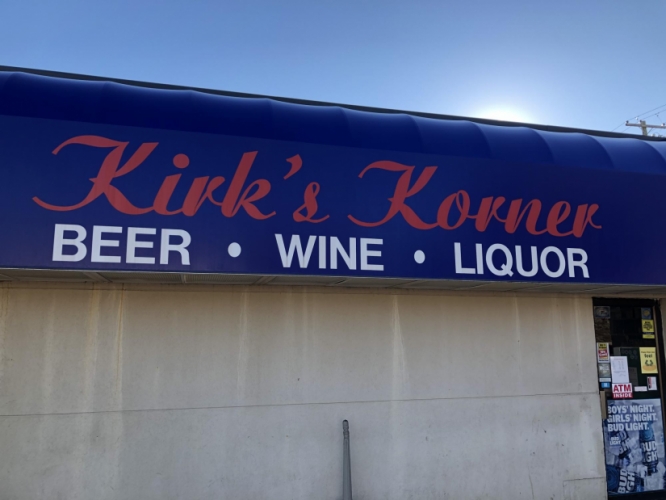 Kirk's Korner
BEER • WINE • LIQUOR
ATM
INSIDE
BOYS' NIGHT.
GIRLS' NIGHT.
BUD LIGHT.